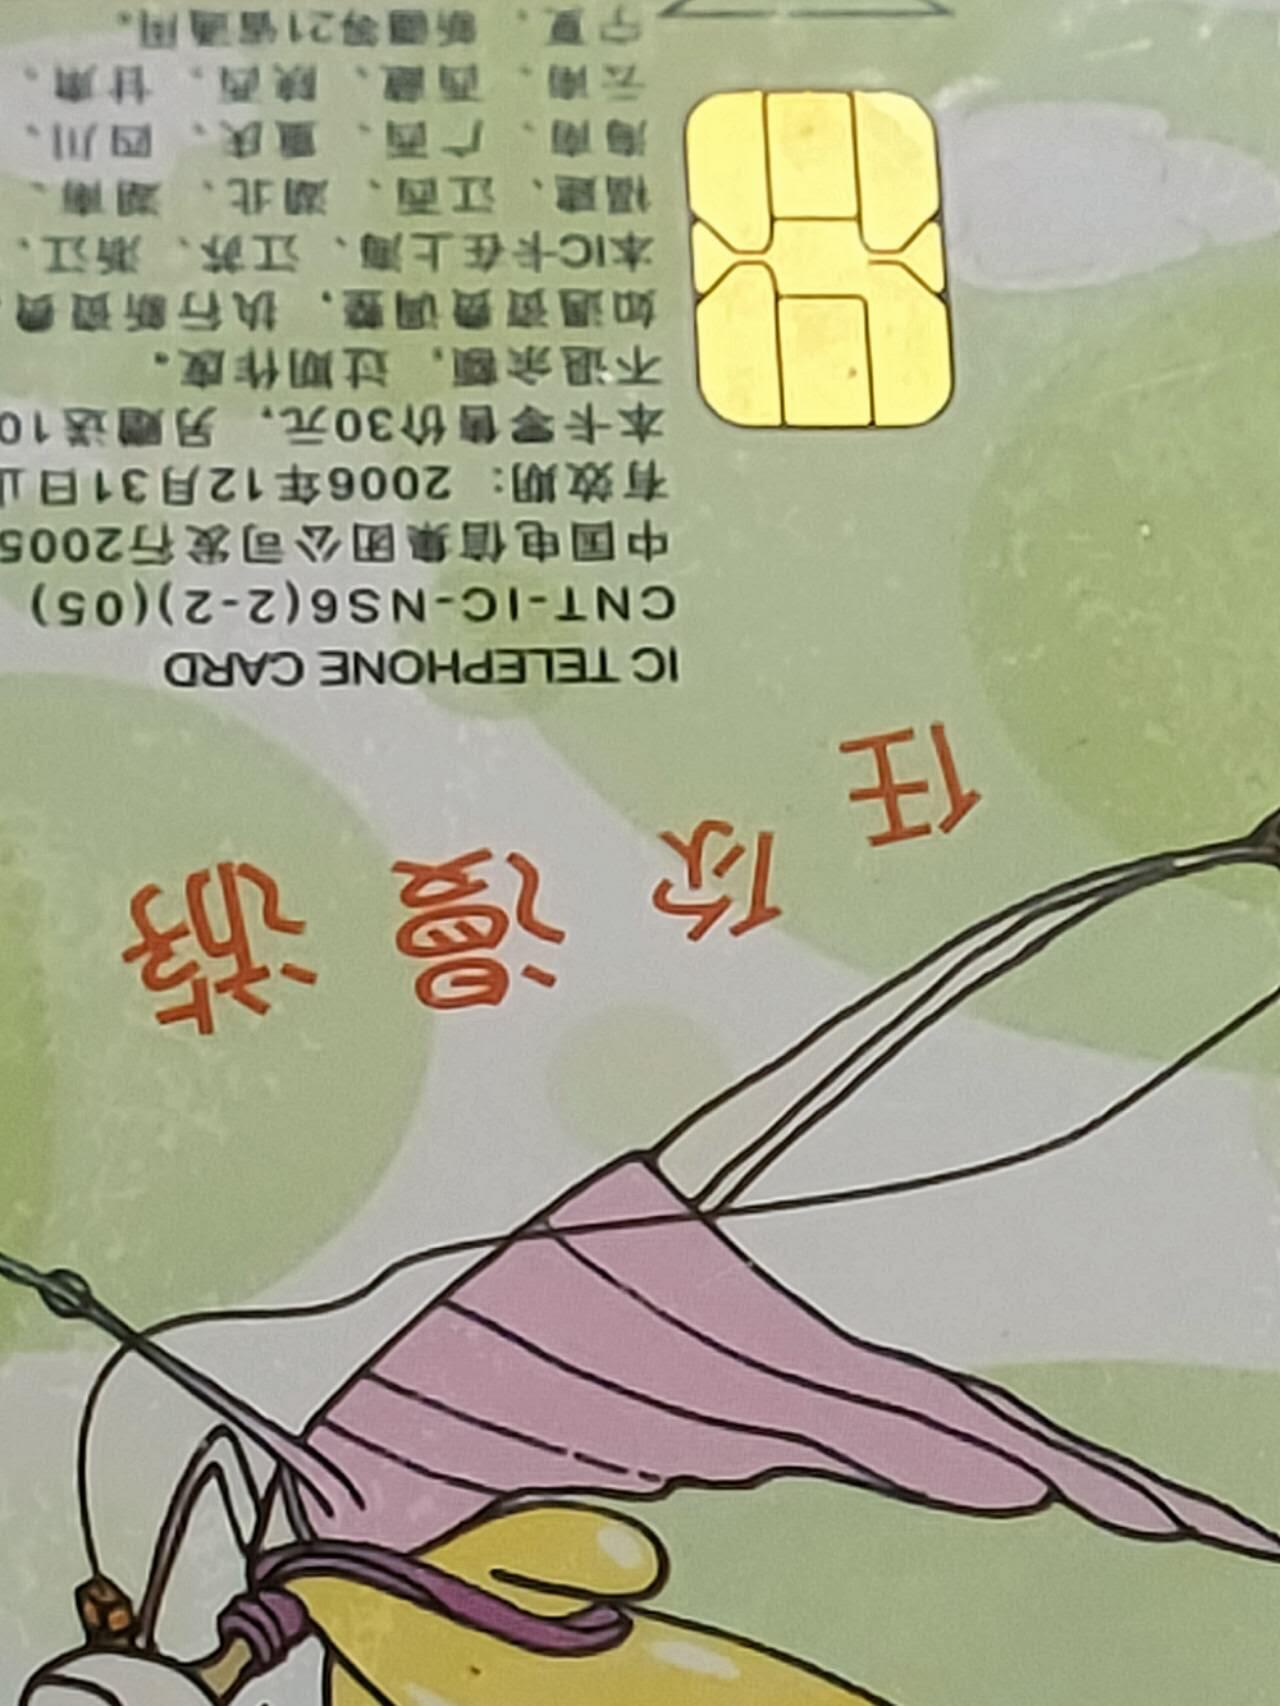 任你漫游
IC TELEPHONE CARD
CNT-IC-NS6(2-2)(05)
中国电信集团公司发行2005
有效期：2006年12月31日止
本卡零售价30元，另赠送10
不退余额，过期作废。
如遇资费调整，执行新资费
本IC卡在上海、江苏、浙江、
福建、江西、湖北、湖南、
海南、广西、重庆、四川、
云南、西藏、陕西、甘肃、
宁夏、新疆等21省通用。